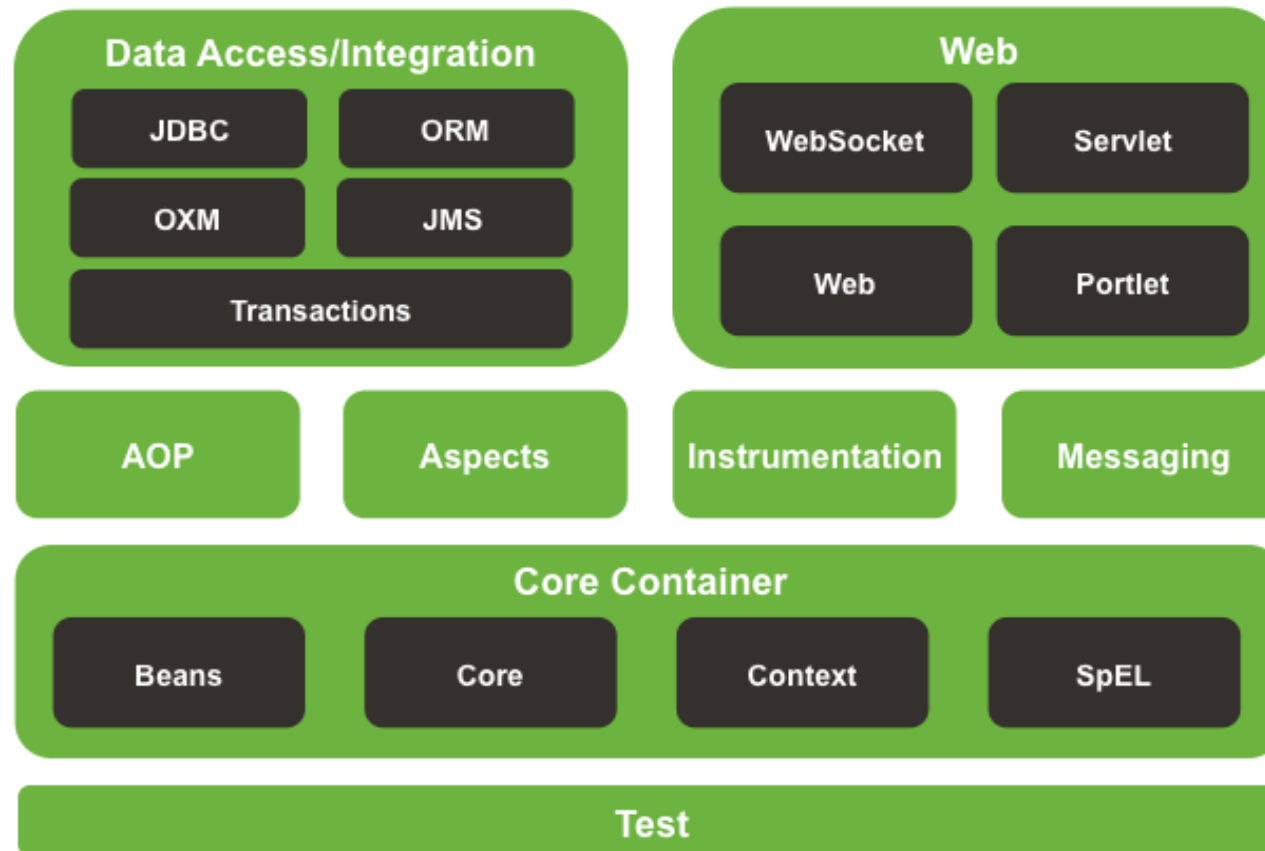 Data Access/Integration
JDBC
ORM
OXM
JMS
Transactions
Web
WebSocket
Servlet
Web
Portlet
AOP
Aspects
Instrumentation
Messaging
Core Container
Beans
Core
Context
SpEL
Test